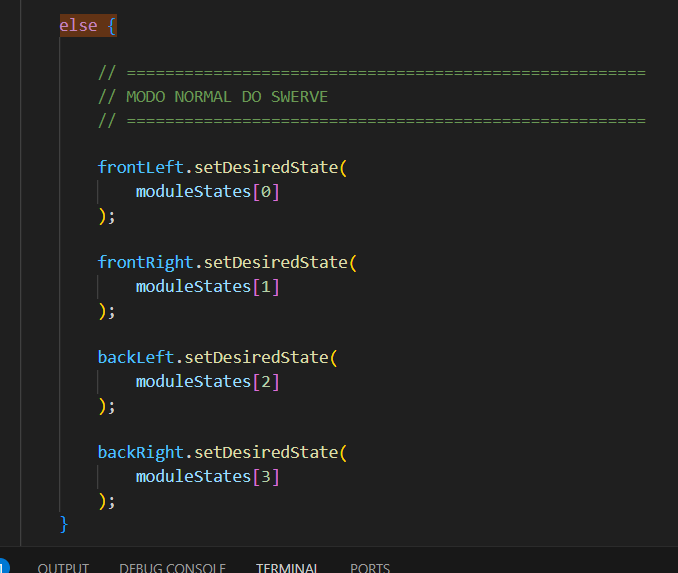 else {
// ======================================================
// MODO NORMAL DO SWERVE
// ======================================================
frontLeft.setDesiredState(
moduleStates[0]
);
frontRight.setDesiredState(
moduleStates[1]
);
backLeft.setDesiredState(
moduleStates[2]
);
backRight.setDesiredState(
moduleStates[3]
);
}
OUTPUT DEBUG CONSOLE TERMINAL PORTS